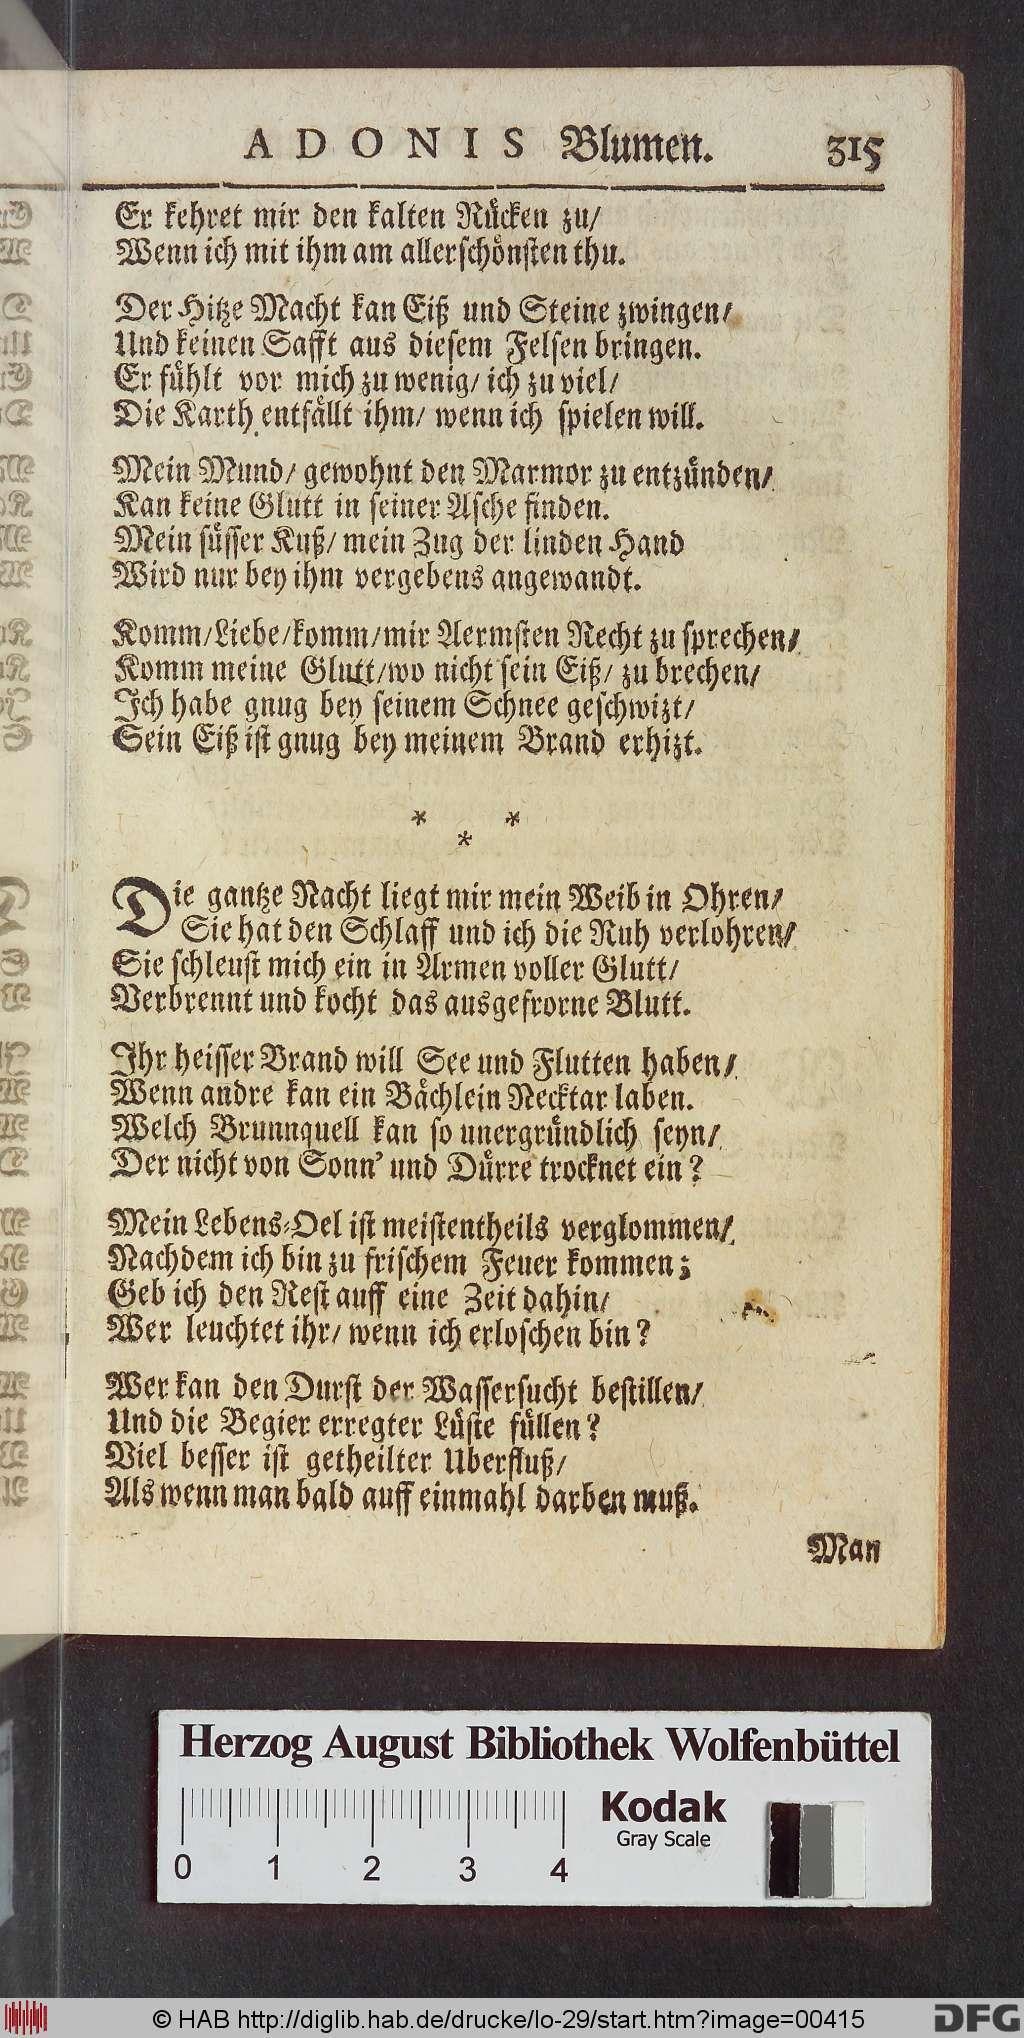 ADONIS Blumen. 315
Er kehret mir den kalten Rücken zu/
Wenn ich mit ihm am allerschönsten thu.
Der Hitze Macht kan Eiß und Steine zwingen/
Und keinen Safft aus diesem Felsen bringen.
Er fühlt vor mich zu wenig/ ich zu viel/
Die Karth entfällt ihm/ wenn ich spielen will.
Mein Mund/ gewohnt den Marmor zu entzünden/
Kan keine Glutt in seiner Asche finden.
Mein süsser Kuß/ mein Zug der linden Hand
Wird nur bey ihm vergebens angewandt.
Komm/Liebe/komm/mir Aermsten Recht zu sprechen/
Komm meine Glutt/wo nicht sein Eiß/ zu brechen/
Ich habe gnug bey seinem Schnee geschwizt/
Sein Eiß ist gnug bey meinem Brand erhizt.
* *
*
Die gantze Nacht liegt mir mein Weib in Ohren/
Sie hat den Schlaff und ich die Ruh verlohren/
Sie schleust mich ein in Armen voller Glutt/
Verbrennt und kocht das ausgefrorne Blutt.
Ihr heisser Brand will See und Flutten haben/
Wenn andre kan ein Bächlein Necktar laben.
Welch Brunnquell kan so unergründlich seyn/
Der nicht von Sonn' und Dürre trocknet ein?
Mein Lebens-Oel ist meistentheils verglommen/
Nachdem ich bin zu frischem Feuer kommen;
Geb ich den Rest auff eine Zeit dahin/
Wer leuchtet ihr/ wenn ich erloschen bin?
Wer kan den Durst der Wassersucht bestillen/
Und die Begier erregter Lüste füllen?
Viel besser ist getheilter Uberfluß/
Als wenn man bald auff einmahl darben muß.
Man
Herzog August Bibliothek Wolfenbüttel
Kodak
Gray Scale
0 1 2 3 4
© HAB http://diglib.hab.de/drucke/lo-29/start.htm?image=00415
DFG